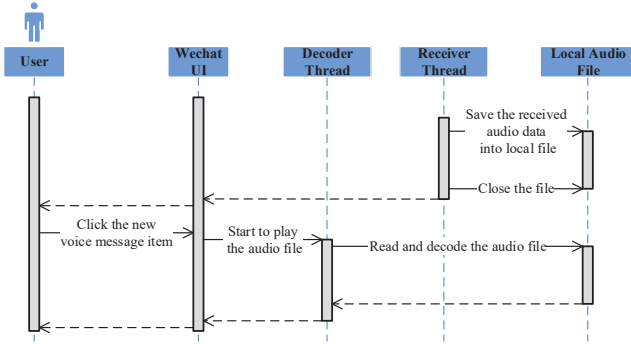 User
Wechat
UI
Decoder
Thread
Receiver
Thread
Local Audio
File
Save the received
audio data
into local file
Close the file
Click the new
voice message item
Start to play
the audio file
Read and decode the audio file